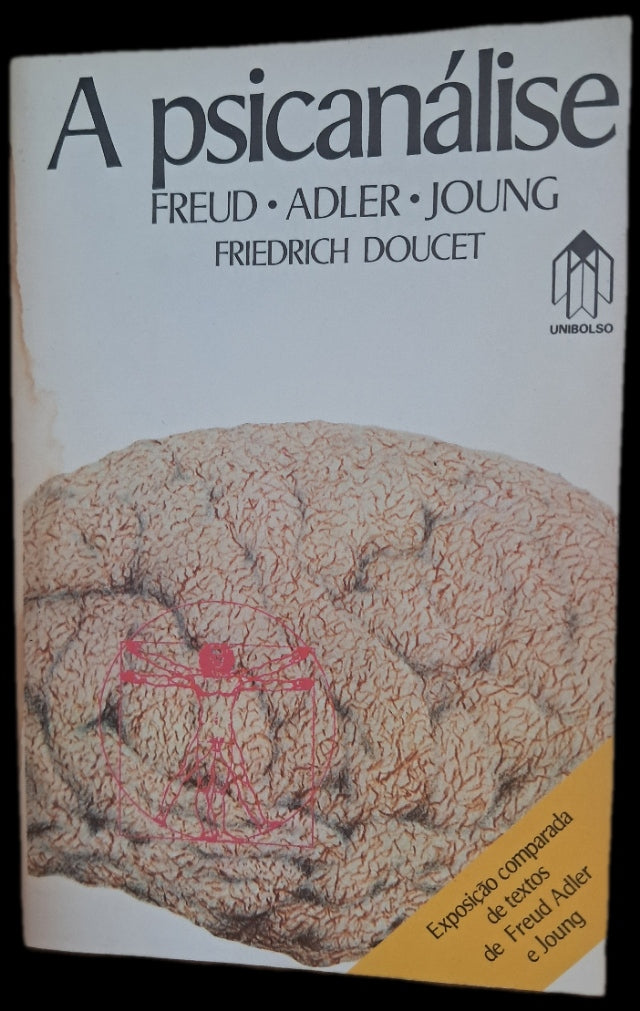 A psicanálise
FREUD • ADLER • JOUNG
FRIEDRICH DOUCET
UNIBOLSO
Exposição comparada
de textos
de Freud Adler
e Joung